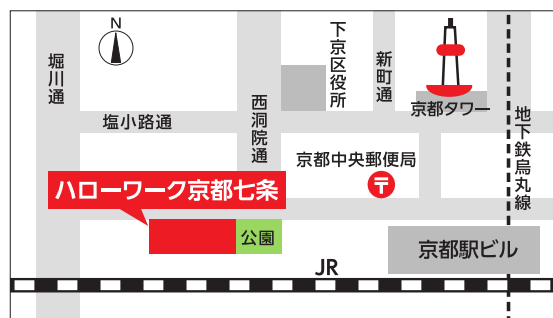 N
堀川通
下京区役所
新町通
京都タワー
塩小路通
西洞院通
地下鉄烏丸線
京都中央郵便局
〒
ハローワーク京都七条
公園
京都駅ビル
JR